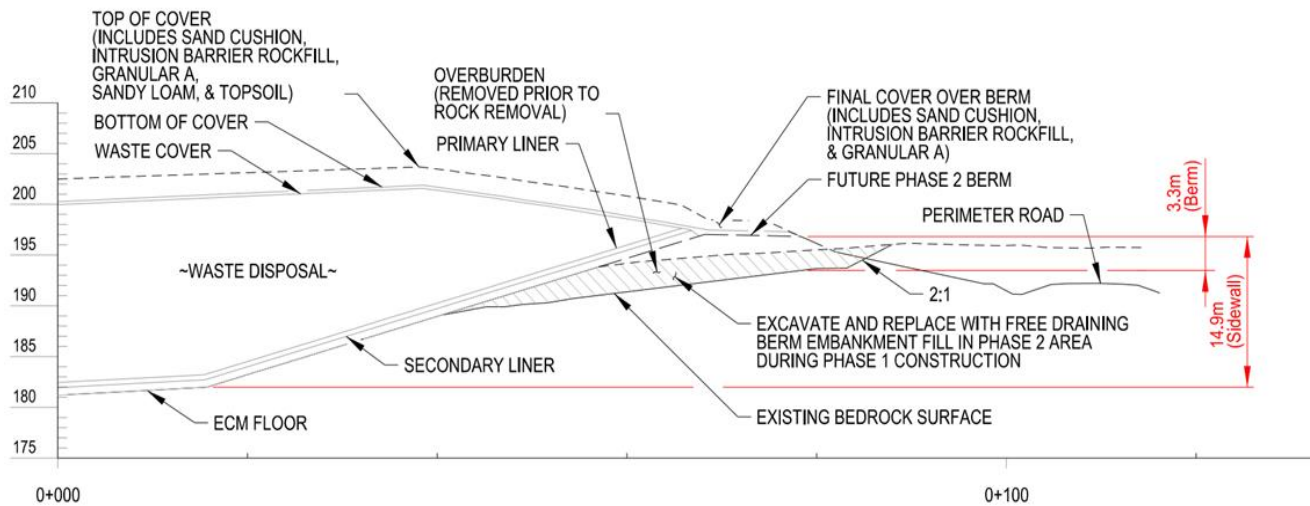 TOP OF COVER
(INCLUDES SAND CUSHION,
INTRUSION BARRIER ROCKFILL,
GRANULAR A,
SANDY LOAM, & TOPSOIL)
BOTTOM OF COVER
WASTE COVER
OVERBURDEN
(REMOVED PRIOR TO
ROCK REMOVAL)
PRIMARY LINER
FINAL COVER OVER BERM
(INCLUDES SAND CUSHION,
INTRUSION BARRIER ROCKFILL,
& GRANULAR A)
FUTURE PHASE 2 BERM
PERIMETER ROAD
3.3m
(Berm)
14.9m
(Sidewall)
210
205
200
195
190
185
180
175
~WASTE DISPOSAL~
2:1
EXCAVATE AND REPLACE WITH FREE DRAINING
BERM EMBANKMENT FILL IN PHASE 2 AREA
DURING PHASE 1 CONSTRUCTION
SECONDARY LINER
EXISTING BEDROCK SURFACE
ECM FLOOR
0+000
0+100